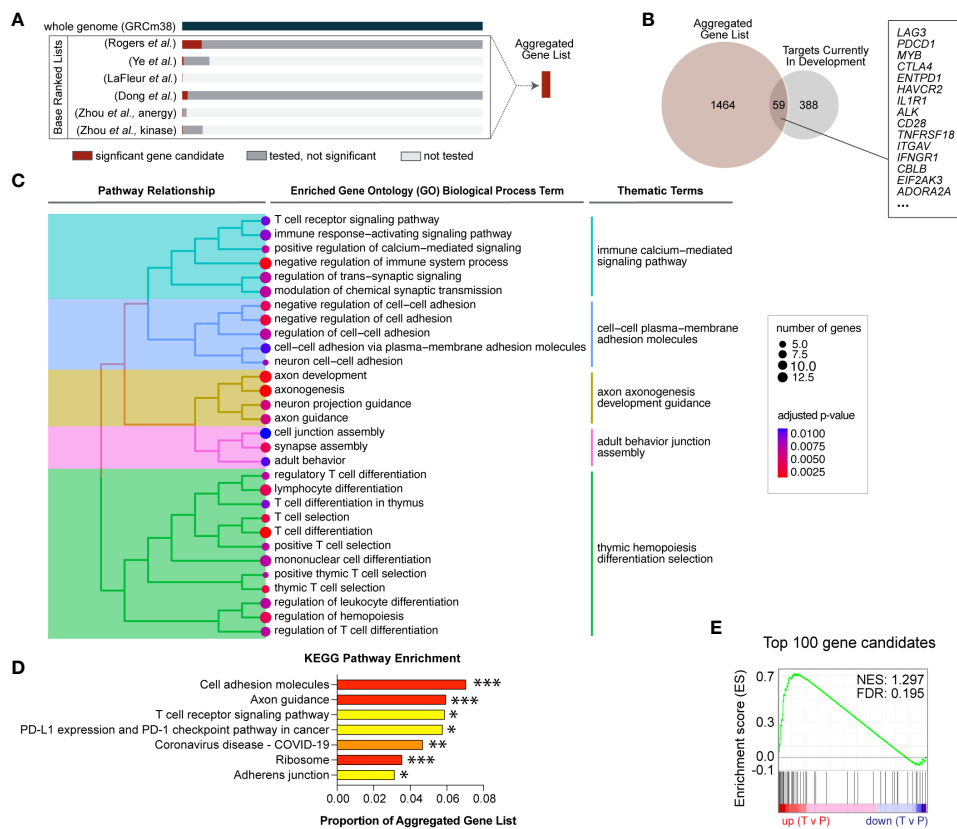 A
whole genome (GRCm38)
Base Ranked Lists
(Rogers et al.)
(Ye et al.)
(LaFleur et al.)
(Dong et al.)
(Zhou et al., anergy)
(Zhou et al., kinase)
Aggregated
Gene List
signficant gene candidate
tested, not significant
not tested
B
Aggregated
Gene List
Targets Currently
In Development
1464
59
388
LAG3
PDCD1
MYB
CTLA4
ENTPD1
HAVCR2
IL1R1
ALK
CD28
TNFRSF18
ITGAV
IFNGR1
CBLB
EIF2AK3
ADORA2A
...
C
Pathway Relationship
Enriched Gene Ontology (GO) Biological Process Term
Thematic Terms
T cell receptor signaling pathway
immune response−activating signaling pathway
positive regulation of calcium−mediated signaling
negative regulation of immune system process
regulation of trans−synaptic signaling
modulation of chemical synaptic transmission
negative regulation of cell−cell adhesion
negative regulation of cell adhesion
regulation of cell−cell adhesion
cell−cell adhesion via plasma−membrane adhesion molecules
neuron cell−cell adhesion
axon development
axonogenesis
neuron projection guidance
axon guidance
cell junction assembly
synapse assembly
adult behavior
regulatory T cell differentiation
lymphocyte differentiation
T cell differentiation in thymus
T cell selection
T cell differentiation
positive T cell selection
mononuclear cell differentiation
positive thymic T cell selection
thymic T cell selection
regulation of leukocyte differentiation
regulation of hemopoiesis
regulation of T cell differentiation
immune calcium−mediated
signaling pathway
cell−cell plasma−membrane
adhesion molecules
axon axonogenesis
development guidance
adult behavior junction
assembly
thymic hemopoiesis
differentiation selection
number of genes
5.0
7.5
10.0
12.5
adjusted p-value
0.0100
0.0075
0.0050
0.0025
D
KEGG Pathway Enrichment
Cell adhesion molecules ***
Axon guidance ***
T cell receptor signaling pathway *
PD-L1 expression and PD-1 checkpoint pathway in cancer *
Coronavirus disease - COVID-19 **
Ribosome ***
Adherens junction *
0.00 0.02 0.04 0.06 0.08
Proportion of Aggregated Gene List
E
Top 100 gene candidates
Enrichment score (ES)
0.7
0.3
0.0
-0.1
NES: 1.297
FDR: 0.195
up (T v P)
down (T v P)